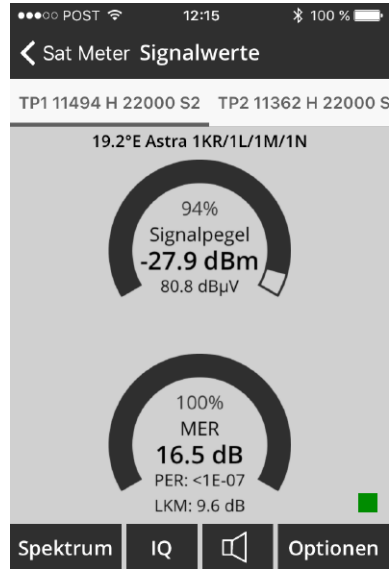 POST 12:15 100 %
Sat Meter Signalwerte
TP1 11494 H 22000 S2 TP2 11362 H 22000 S
19.2°E Astra 1KR/1L/1M/1N
94%
Signalpegel
-27.9 dBm
80.8 dBµV
100%
MER
16.5 dB
PER: <1E-07
LKM: 9.6 dB
Spektrum IQ Optionen